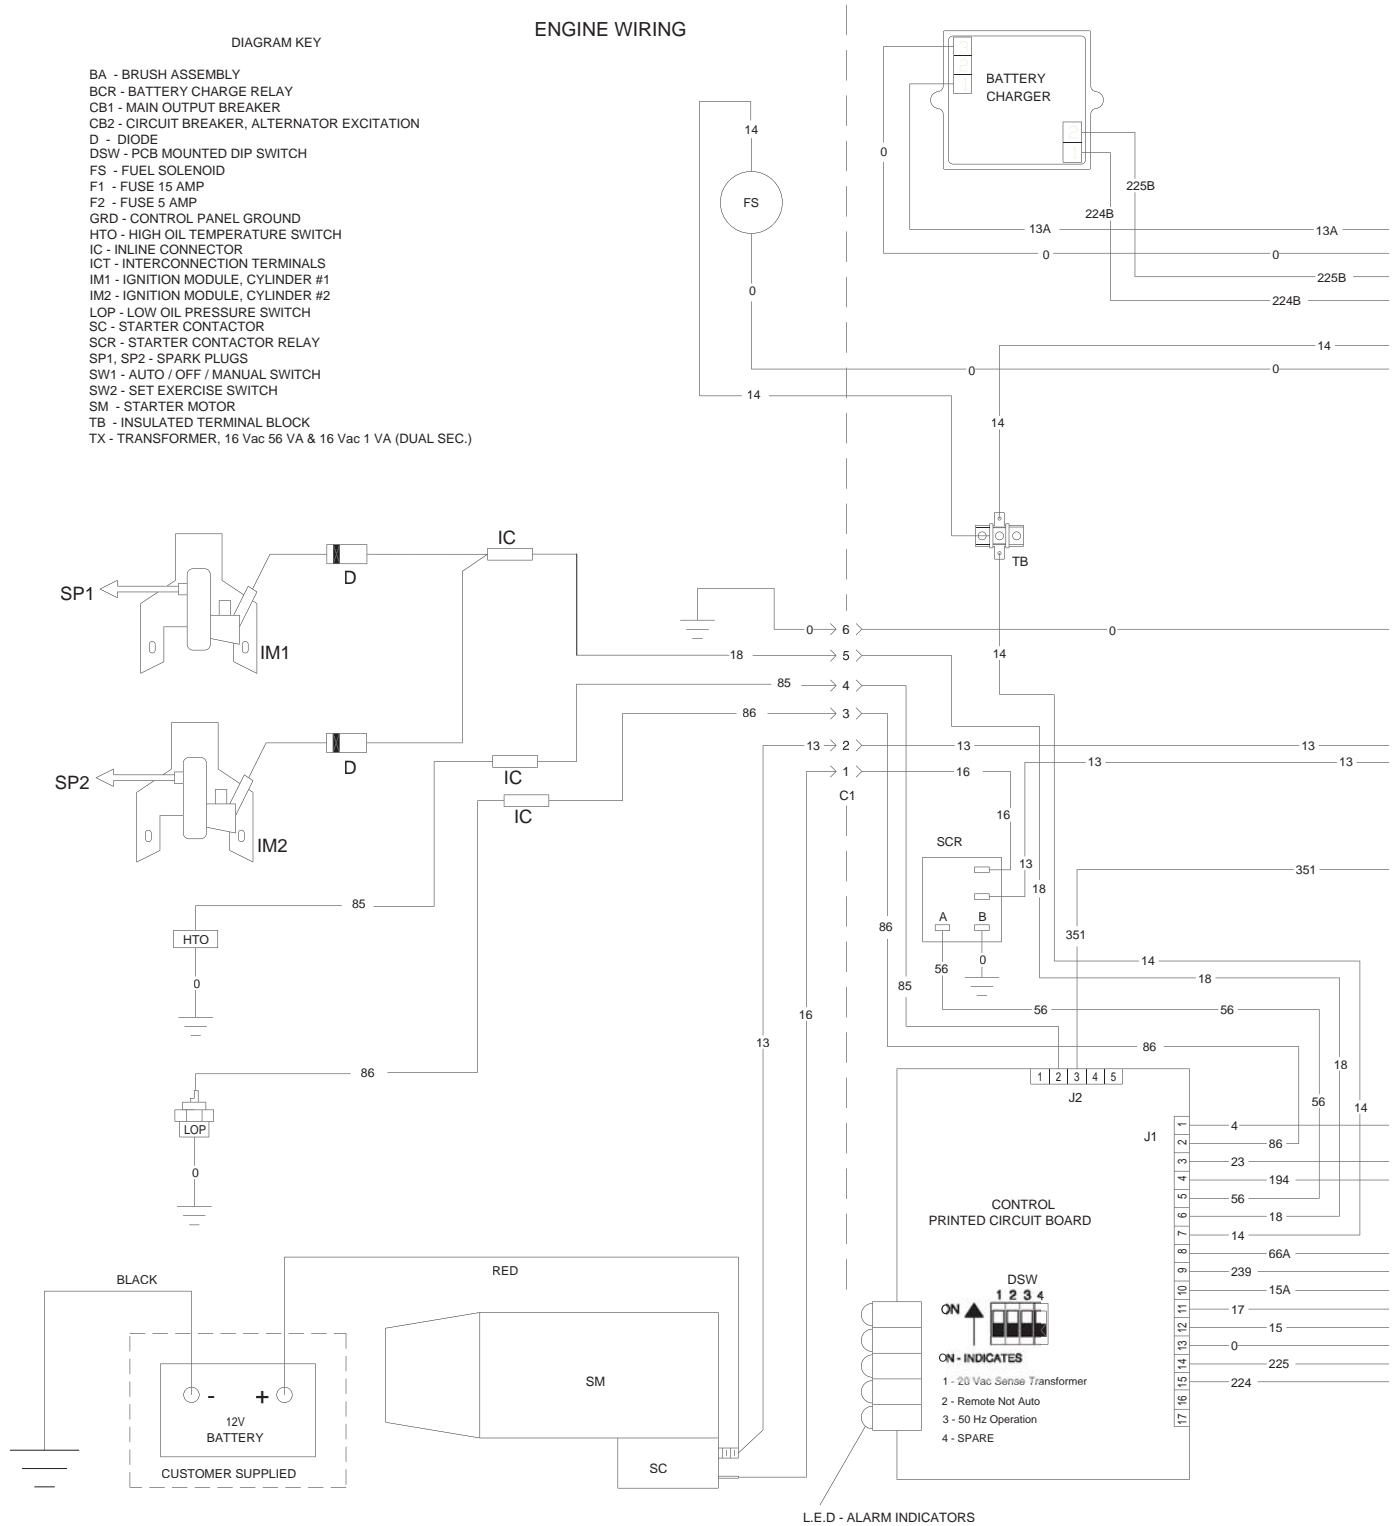 ENGINE WIRING
DIAGRAM KEY
BA - BRUSH ASSEMBLY
BCR - BATTERY CHARGE RELAY
CB1 - MAIN OUTPUT BREAKER
CB2 - CIRCUIT BREAKER, ALTERNATOR EXCITATION
D - DIODE
DSW - PCB MOUNTED DIP SWITCH
FS - FUEL SOLENOID
F1 - FUSE 15 AMP
F2 - FUSE 5 AMP
GRD - CONTROL PANEL GROUND
HTO - HIGH OIL TEMPERATURE SWITCH
IC - INLINE CONNECTOR
ICT - INTERCONNECTION TERMINALS
IM1 - IGNITION MODULE, CYLINDER #1
IM2 - IGNITION MODULE, CYLINDER #2
LOP - LOW OIL PRESSURE SWITCH
SC - STARTER CONTACTOR
SCR - STARTER CONTACTOR RELAY
SP1, SP2 - SPARK PLUGS
SW1 - AUTO / OFF / MANUAL SWITCH
SW2 - SET EXERCISE SWITCH
SM - STARTER MOTOR
TB - INSULATED TERMINAL BLOCK
TX - TRANSFORMER, 16 Vac 56 VA & 16 Vac 1 VA (DUAL SEC.)
3
2
1
BATTERY
CHARGER
2
1
14
0
FS
225B
224B
13A
13A
0
0
0
225B
224B
14
0
0
14
14
IC
D
SP1
IM1
TB
0
6
0
18
5
14
85
4
86
3
13
2
13
13
13
13
16
1
16
C1
SP2
D
IC
IC
IM2
SCR
A
B
13
18
351
85
HTO
0
86
56
0
351
14
18
85
16
13
56
56
86
86
LOP
0
18
56
14
1 2 3 4 5
J2
J1
1
4
2
86
3
23
4
194
5
56
6
18
7
14
8
66A
9
239
10
15A
11
17
12
15
13
0
14
225
15
224
16
17
CONTROL
PRINTED CIRCUIT BOARD
DSW
1 2 3 4
ON
ON - INDICATES
1 - 20 Vac Sense Transformer
2 - Remote Not Auto
3 - 50 Hz Operation
4 - SPARE
BLACK
RED
-
+
12V
BATTERY
CUSTOMER SUPPLIED
SM
SC
L.E.D - ALARM INDICATORS